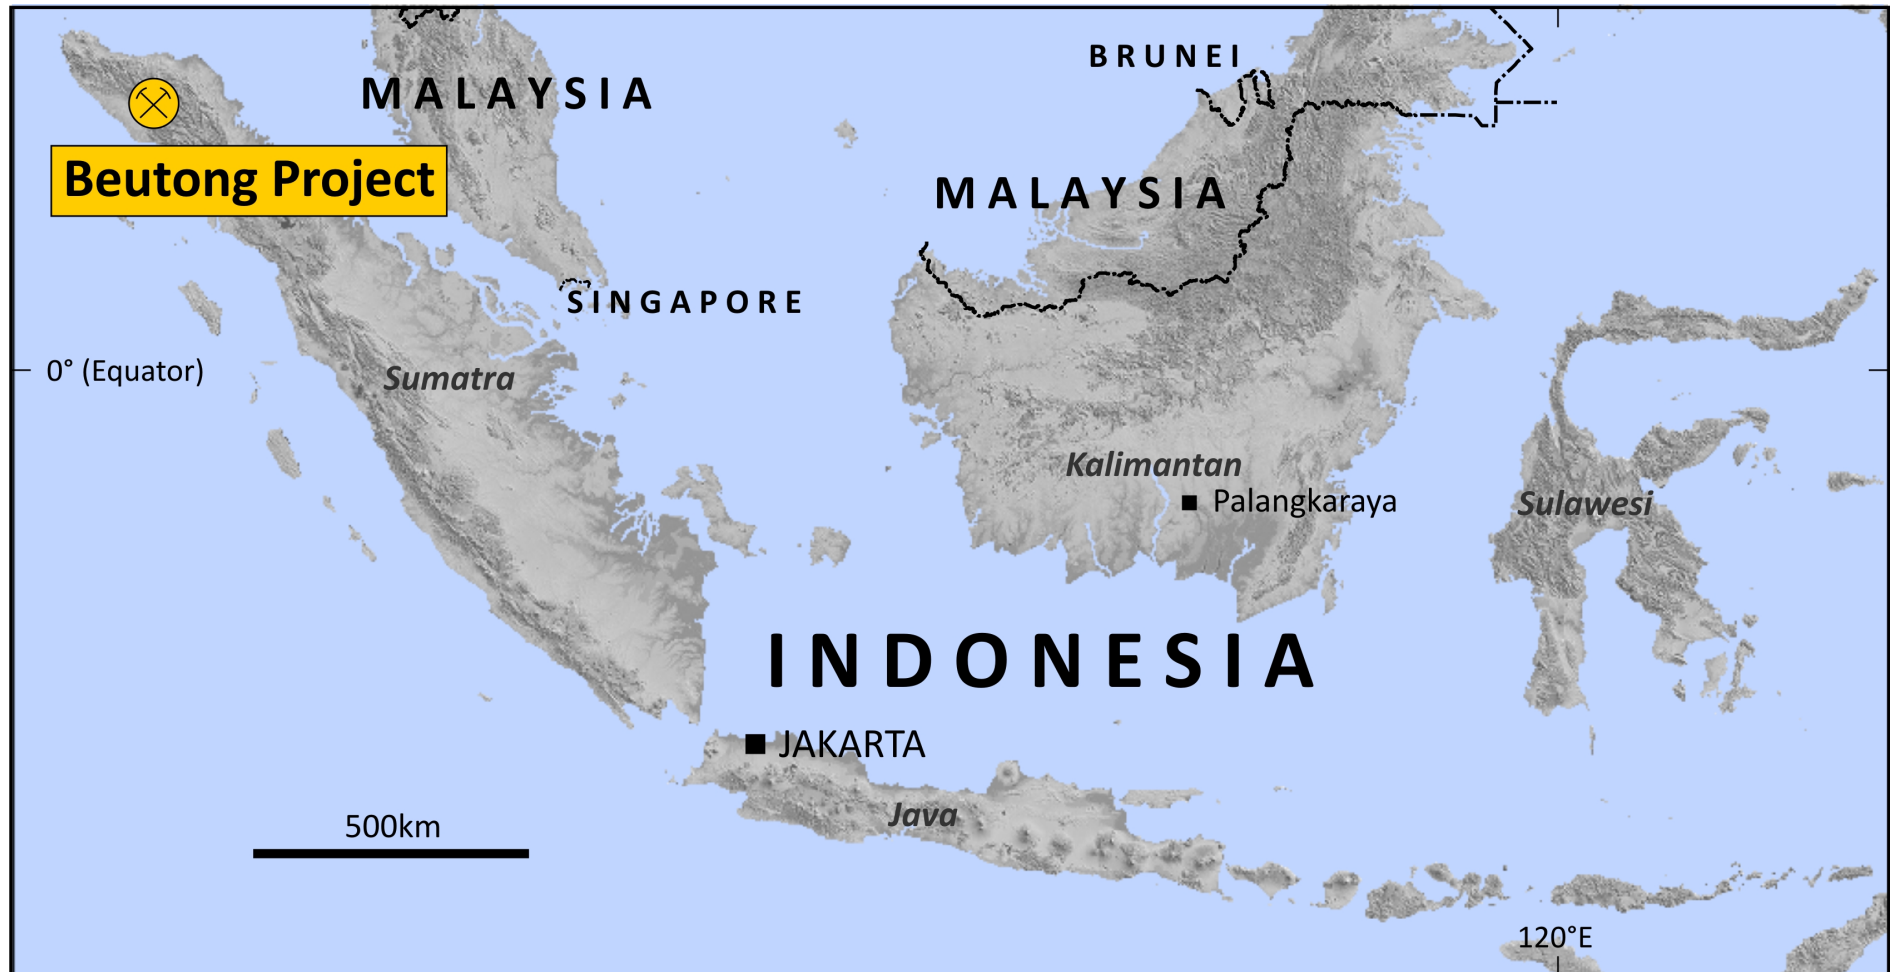 BRUNEI
MALAYSIA
Beutong Project
MALAYSIA
SINGAPORE
0° (Equator)
Sumatra
Kalimantan
Palangkaraya
Sulawesi
INDONESIA
JAKARTA
Java
500km
120°E